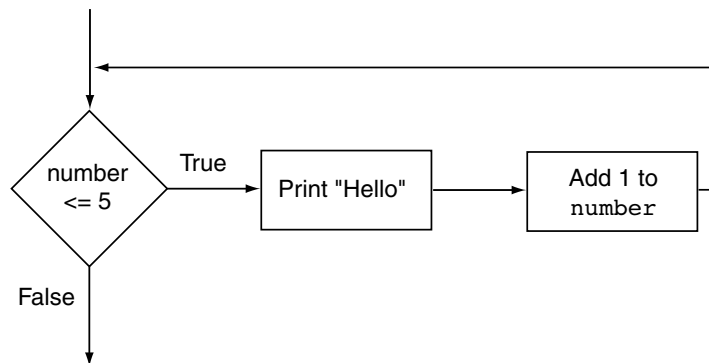 number
<= 5
True
Print "Hello"
Add 1 to
number
False